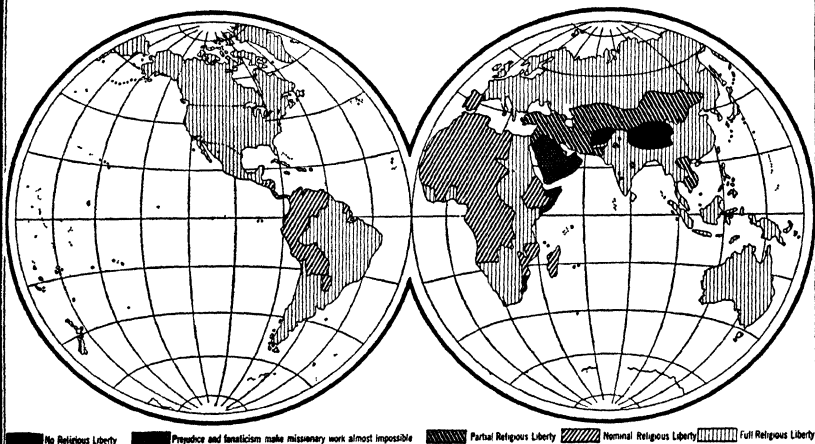 No Religious Liberty Prejudice and fanaticism make missionary work almost impossible Partial Religious Liberty Nominal Religious Liberty Full Religious Liberty